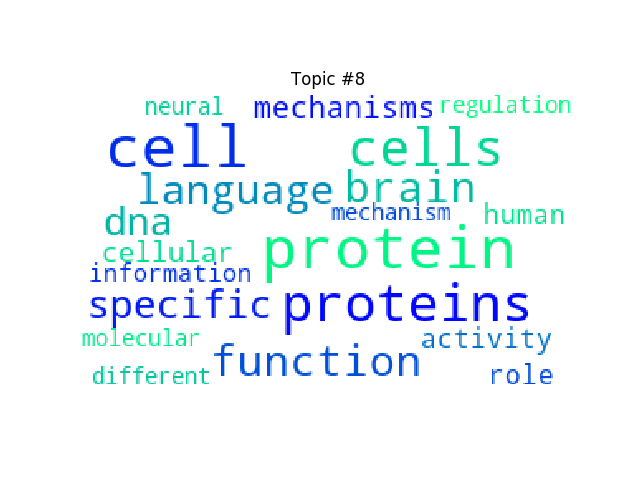 Topic #8
neural mechanisms regulation
cell cells
language brain
dna mechanism human
cellular protein
information
specific proteins
molecular function activity
different role